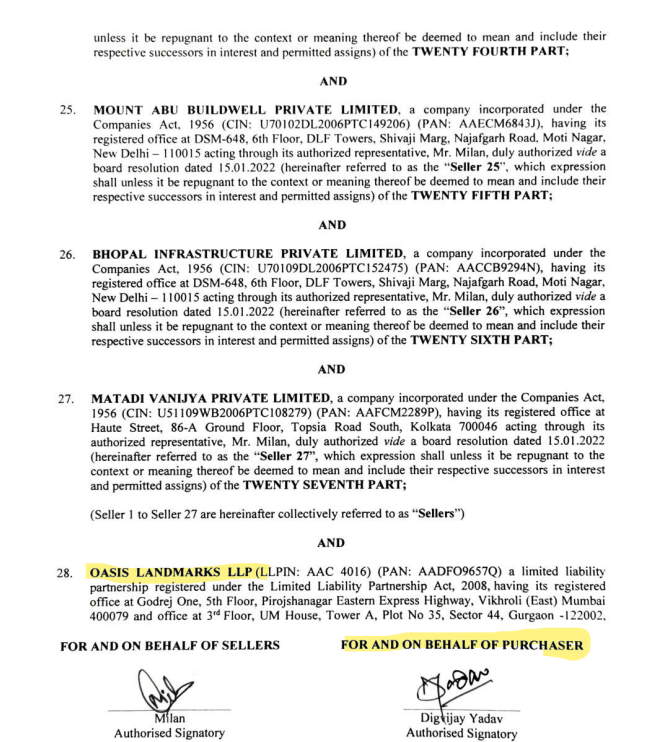 unless it be repugnant to the context or meaning thereof be deemed to mean and include their
respective successors in interest and permitted assigns) of the TWENTY FOURTH PART;
AND
25. MOUNT ABU BUILDWELL PRIVATE LIMITED, a company incorporated under the
Companies Act, 1956 (CIN: U70102DL2006PTC149206) (PAN: AAECM6843J), having its
registered office at DSM-648, 6th Floor, DLF Towers, Shivaji Marg, Najafgarh Road, Moti Nagar,
New Delhi – 110015 acting through its authorized representative, Mr. Milan, duly authorized vide a
board resolution dated 15.01.2022 (hereinafter referred to as the “Seller 25”, which expression
shall unless it be repugnant to the context or meaning thereof be deemed to mean and include their
respective successors in interest and permitted assigns) of the TWENTY FIFTH PART;
AND
26. BHOPAL INFRASTRUCTURE PRIVATE LIMITED, a company incorporated under the
Companies Act, 1956 (CIN: U70109DL2006PTC152475) (PAN: AACCB9294N), having its
registered office at DSM-648, 6th Floor, DLF Towers, Shivaji Marg, Najafgarh Road, Moti Nagar,
New Delhi – 110015 acting through its authorized representative, Mr. Milan, duly authorized vide a
board resolution dated 15.01.2022 (hereinafter referred to as the “Seller 26”, which expression
shall unless it be repugnant to the context or meaning thereof be deemed to mean and include their
respective successors in interest and permitted assigns) of the TWENTY SIXTH PART;
AND
27. MATADI VANIJYA PRIVATE LIMITED, a company incorporated under the Companies Act,
1956 (CIN: U51109WB2006PTC108279) (PAN: AAFCM2289P), having its registered office at
Haute Street, 86-A Ground Floor, Topsia Road South, Kolkata 700046 acting through its
authorized representative, Mr. Milan, duly authorized vide a board resolution dated 15.01.2022
(hereinafter referred to as the “Seller 27”, which expression shall unless it be repugnant to the
context or meaning thereof be deemed to mean and include their respective successors in interest
and permitted assigns) of the TWENTY SEVENTH PART;
(Seller 1 to Seller 27 are hereinafter collectively referred to as “Sellers”)
AND
28. OASIS LANDMARKS LLP (LLPIN: AAC 4016) (PAN: AADFO9657Q) a limited liability
partnership registered under the Limited Liability Partnership Act, 2008, having its registered
office at Godrej One, 5th Floor, Pirojshanagar Eastern Express Highway, Vikhroli (East) Mumbai
400079 and office at 3rd Floor, UM House, Tower A, Plot No 35, Sector 44, Gurgaon -122002,
FOR AND ON BEHALF OF SELLERS FOR AND ON BEHALF OF PURCHASER
Milan Digvijay Yadav
Authorised Signatory Authorised Signatory